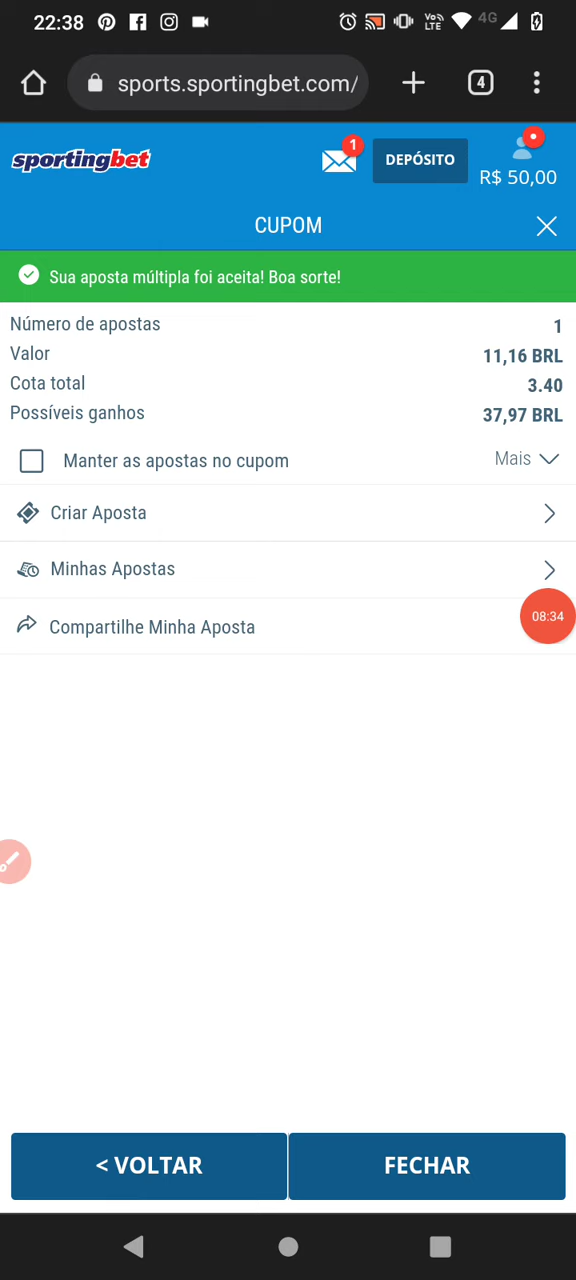 22:38
Vo))
LTE
4G
sports.sportingbet.com/
4
sportingbet
1
DEPÓSITO
R$ 50,00
CUPOM
Sua aposta múltipla foi aceita! Boa sorte!
Número de apostas 1
Valor 11,16 BRL
Cota total 3.40
Possíveis ganhos 37,97 BRL
Manter as apostas no cupom Mais
Criar Aposta
Minhas Apostas
08:34
Compartilhe Minha Aposta
< VOLTAR FECHAR